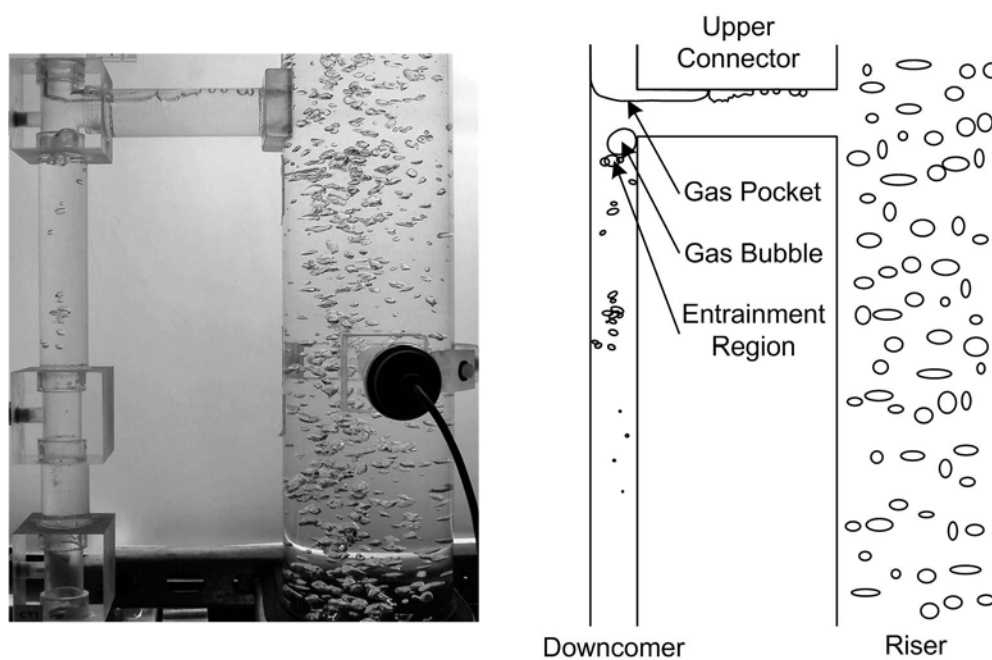 Upper
Connector
Gas Pocket
Gas Bubble
Entrainment
Region
Downcomer
Riser